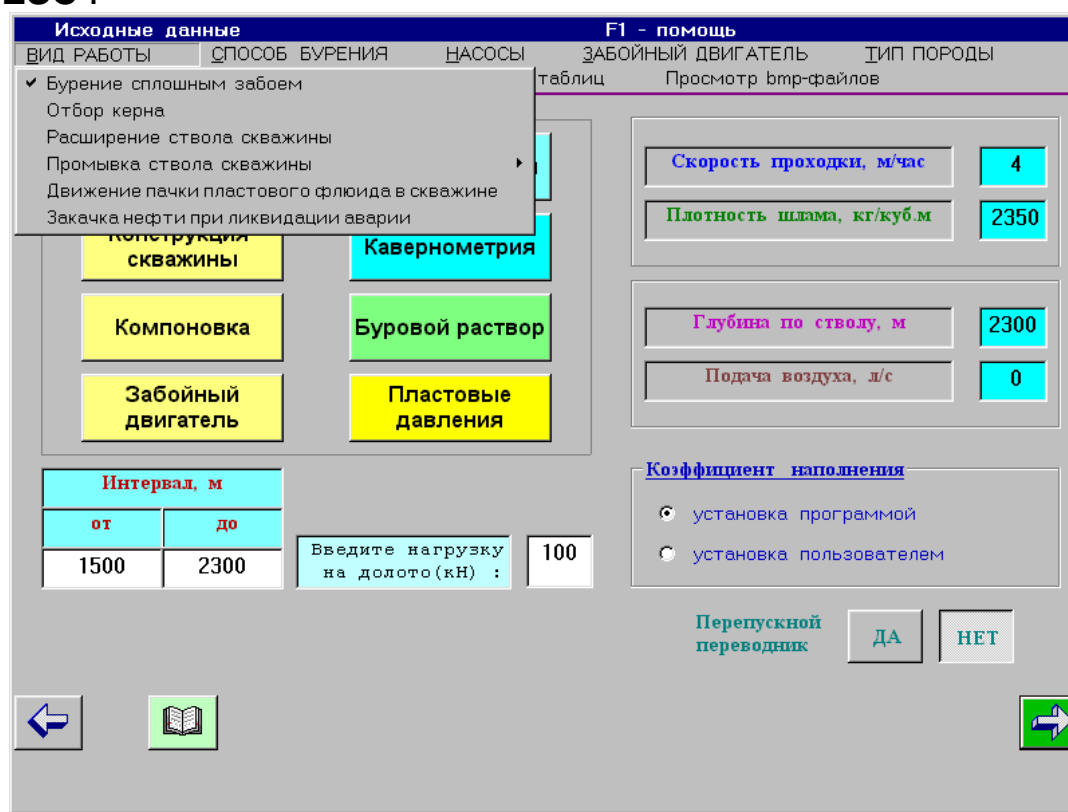 Исходные данные F1 - помощь
ВИД РАБОТЫ СПОСОБ БУРЕНИЯ НАСОСЫ ЗАБОЙНЫЙ ДВИГАТЕЛЬ ТИП ПОРОДЫ
таблиц Просмотр bmp-файлов
Бурение сплошным забоем
Отбор керна
Расширение ствола скважины
Промывка ствола скважины
Движение пачки пластового флюида в скважине
Закачка нефти при ликвидации аварии
Конструкция
скважины
Кавернометрия
Компоновка
Буровой раствор
Забойный
двигатель
Пластовые
давления
Скорость проходки, м/час 4
Плотность шлама, кг/куб.м 2350
Глубина по стволу, м 2300
Подача воздуха, л/с 0
Интервал, м
от до
1500 2300
Введите нагрузку
на долото(кН) :
100
Коэффициент наполнения
установка программой
установка пользователем
Перепускной
переводник
ДА НЕТ